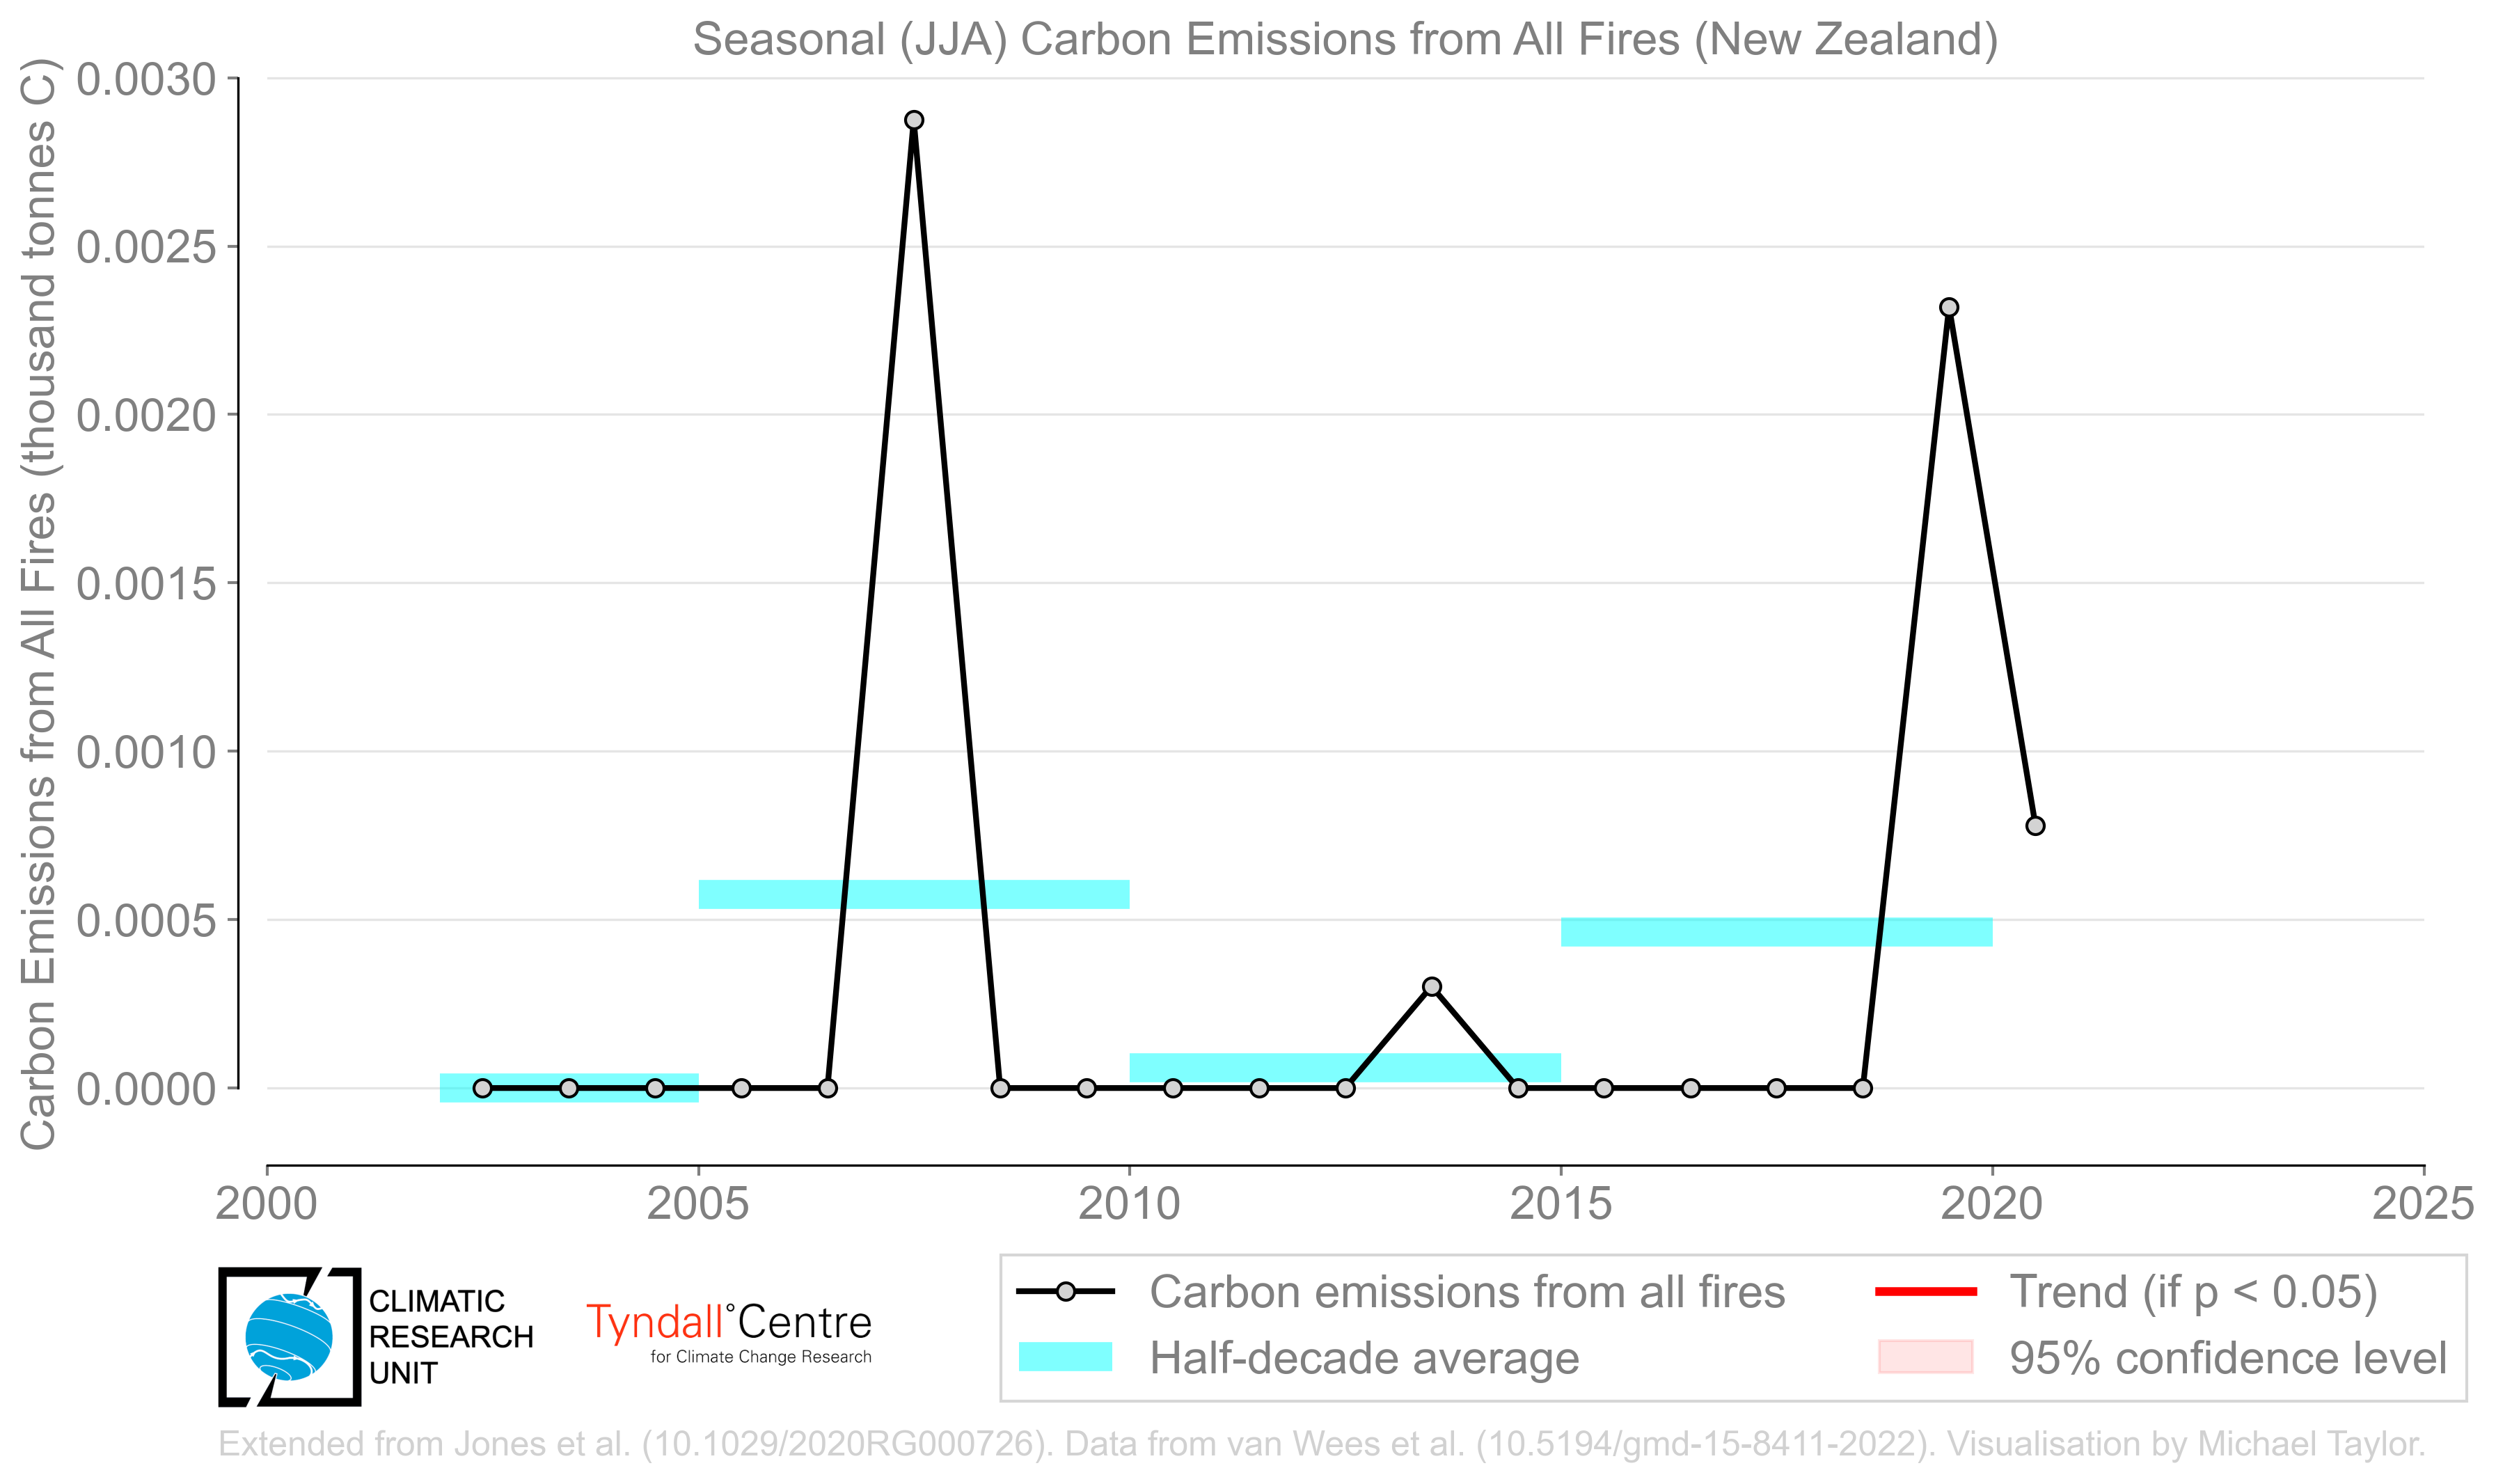 Seasonal (JJA) Carbon Emissions from All Fires (New Zealand)
Carbon Emissions from All Fires (thousand tonnes C)
0.0030
0.0025
0.0020
0.0015
0.0010
0.0005
0.0000
2000 2005 2010 2015 2020 2025
CLIMATIC
RESEARCH
UNIT
Tyndall°Centre
for Climate Change Research
Carbon emissions from all fires
Half-decade average
Trend (if p < 0.05)
95% confidence level
Extended from Jones et al. (10.1029/2020RG000726). Data from van Wees et al. (10.5194/gmd-15-8411-2022). Visualisation by Michael Taylor.